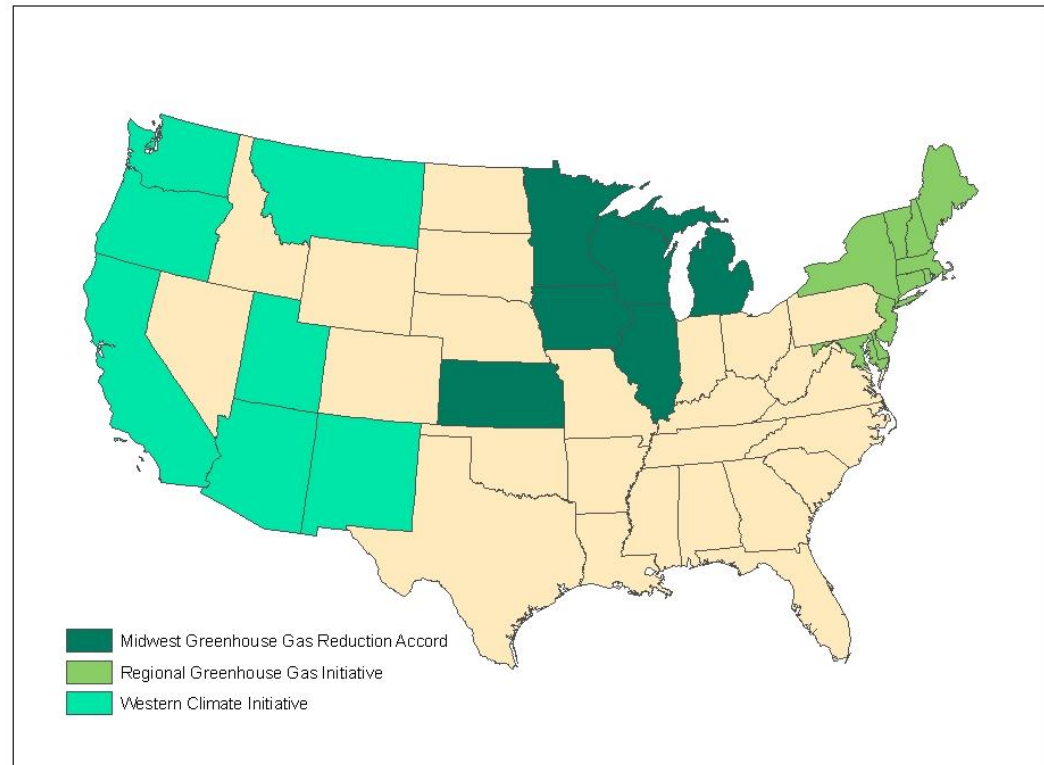 Midwest Greenhouse Gas Reduction Accord
Regional Greenhouse Gas Initiative
Western Climate Initiative